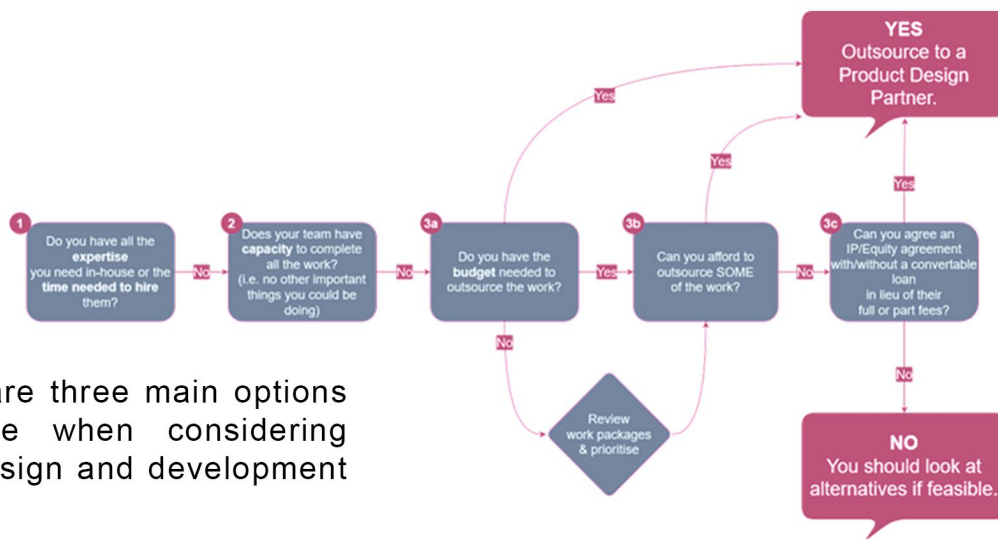 YES
Outsource to a
Product Design
Partner.
Yes
Yes
Yes
1
Do you have all the
expertise
you need in-house or the
time needed to hire
them?
No
2
Does your team have
capacity to complete
all the work?
(i.e. no other important
things you could be
doing)
No
3a
Do you have the
budget needed to
outsource the work?
Yes
3b
Can you afford to
outsource SOME
of the work?
No
3c
Can you agree an
IP/Equity agreement
with/without a convertable
loan
in lieu of their
full or part fees?
No
No
Review
work packages
& prioritise
NO
You should look at
alternatives if feasible.
are three main options
e when considering
sign and development